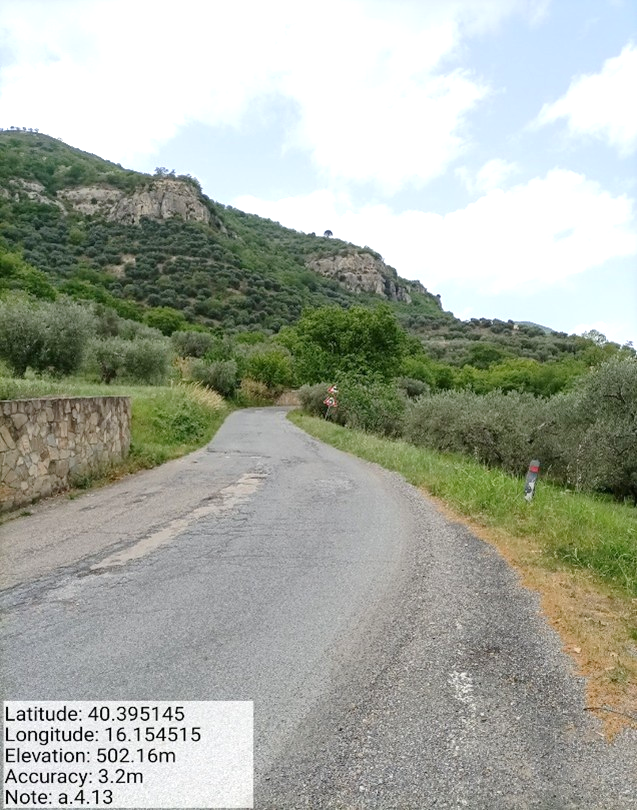 Latitude: 40.395145
Longitude: 16.154515
Elevation: 502.16m
Accuracy: 3.2m
Note: a.4.13